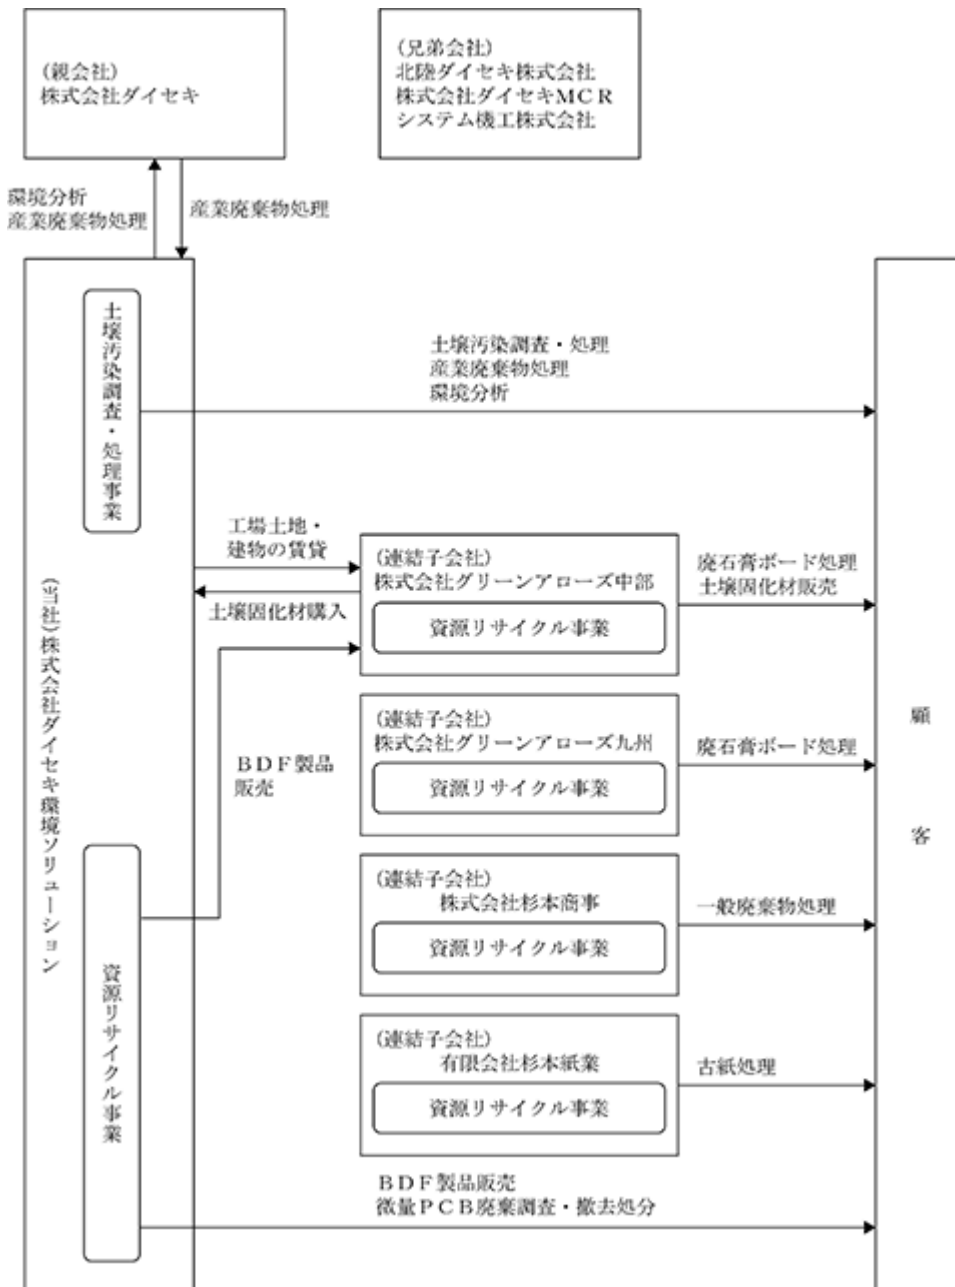 (親会社)
株式会社ダイセキ
(兄弟会社)
北陸ダイセキ株式会社
株式会社ダイセキMCR
システム機工株式会社
環境分析
産業廃棄物処理
産業廃棄物処理
(当社)株式会社ダイセキ環境ソリューション
土壌汚染調査・処理事業
土壌汚染調査・処理
産業廃棄物処理
環境分析
工場土地・
建物の賃貸
土壌固化材購入
(連結子会社)
株式会社グリーンアローズ中部
資源リサイクル事業
廃石膏ボード処理
土壌固化材販売
BDF製品
販売
(連結子会社)
株式会社グリーンアローズ九州
資源リサイクル事業
廃石膏ボード処理
(連結子会社)
株式会社杉本商事
資源リサイクル事業
一般廃棄物処理
(連結子会社)
有限会社杉本紙業
資源リサイクル事業
古紙処理
資源リサイクル事業
BDF製品販売
微量PCB廃棄調査・撤去処分
顧客